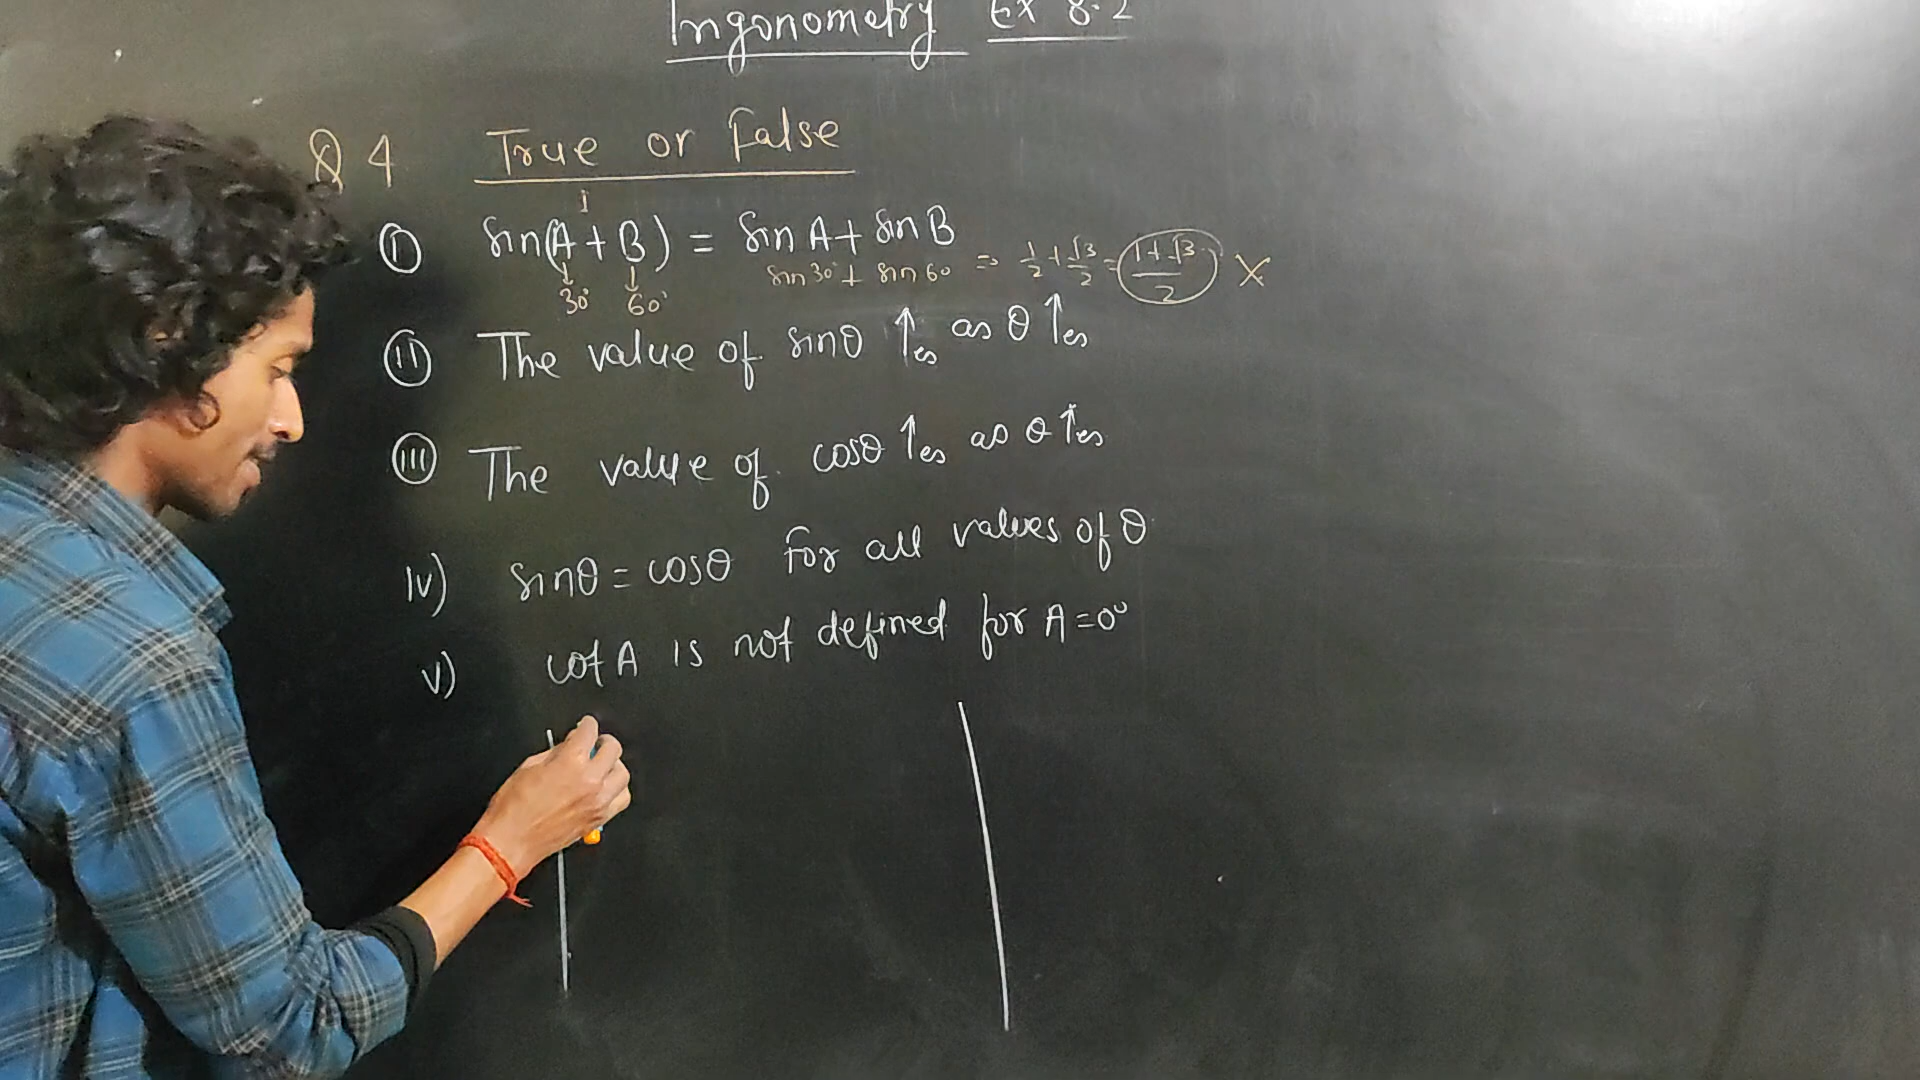 Trigonometry Ex 8.2
Q 4 True or False
1
(I) sin(A + B) = sin A + sin B
30° 60° sin 30° + sin 60 => 1/2 + √3/2 = (1 + √3)/2 ×
(II) The value of sinθ ↑es as θ ↑es
(III) The value of cosθ ↑es as θ ↑es
IV) sinθ = cosθ for all values of θ
V) cot A is not defined for A = 0°